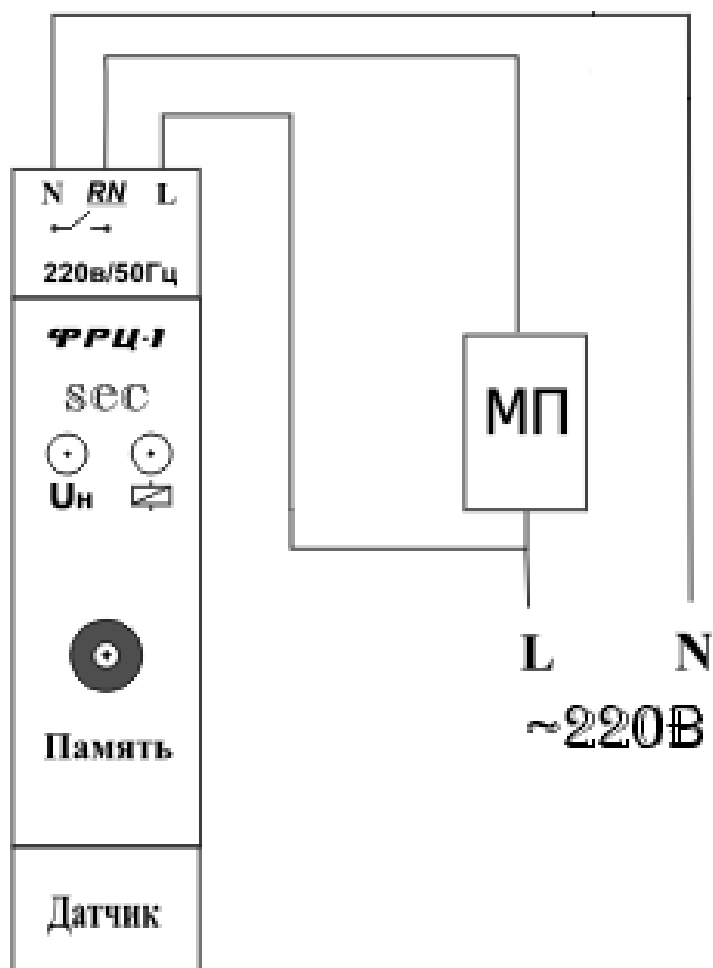 N RN L
220в/50Гц
ФРЦ-1
sec
Uн
Память
Датчик
МП
L N
~220В